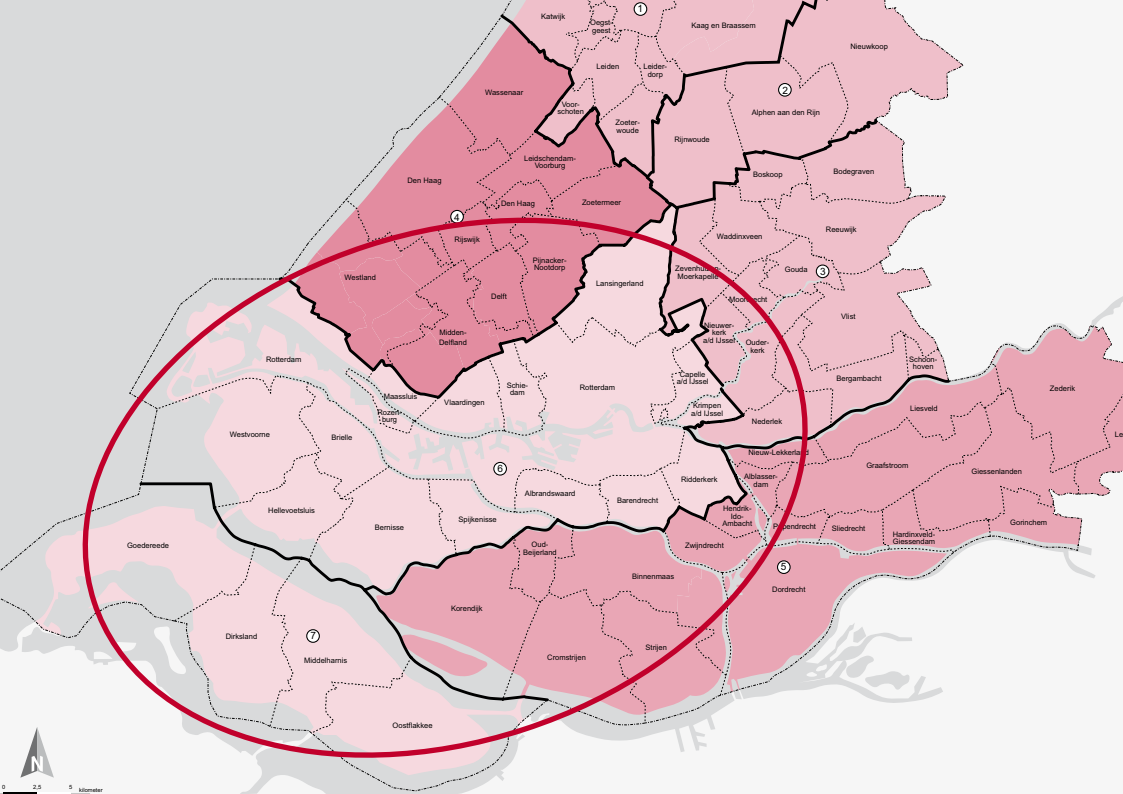 1
Katwijk
Oegst-
geest
Kaag en Braassem
Nieuwkoop
Leiden
Leider-
dorp
Wassenaar
2
Voor-
schoten
Alphen aan den Rijn
Zoeter-
woude
Rijnwoude
Leidschendam-
Voorburg
Boskoop
Bodegraven
Den Haag
Den Haag
Zoetermeer
4
Rijswijk
Waddinxveen
Reeuwijk
Pijnacker-
Nootdorp
Westland
Lansingerland
Zevenhuizen-
Moerkapelle
Gouda
3
Delft
Moordrecht
Vlist
Midden-
Delfland
Nieuwer-
kerk
a/d IJssel
Ouder-
kerk
Rotterdam
Schoon-
hoven
Capelle
a/d IJssel
Bergambacht
Schie-
dam
Rotterdam
Zederik
Maassluis
Vlaardingen
Rozen-
burg
Krimpen
a/d IJssel
Liesveld
Nederlek
Westvoorne
Brielle
Le
Nieuw-Lekkerland
Graafstroom
Giessenlanden
6
Alblasser-
dam
Ridderkerk
Albrandswaard
Barendrecht
Hellevoetsluis
Bernisse
Spijkenisse
Hendrik-
Ido-
Ambacht
Papendrecht
Sliedrecht
Hardinxveld-
Giessendam
Gorinchem
Goedereede
Oud-
Beijerland
Zwijndrecht
5
Binnenmaas
Dordrecht
Korendijk
Dirksland
7
Middelharnis
Cromstrijen
Strijen
Oostflakkee
N
0 2,5 5 kilometer